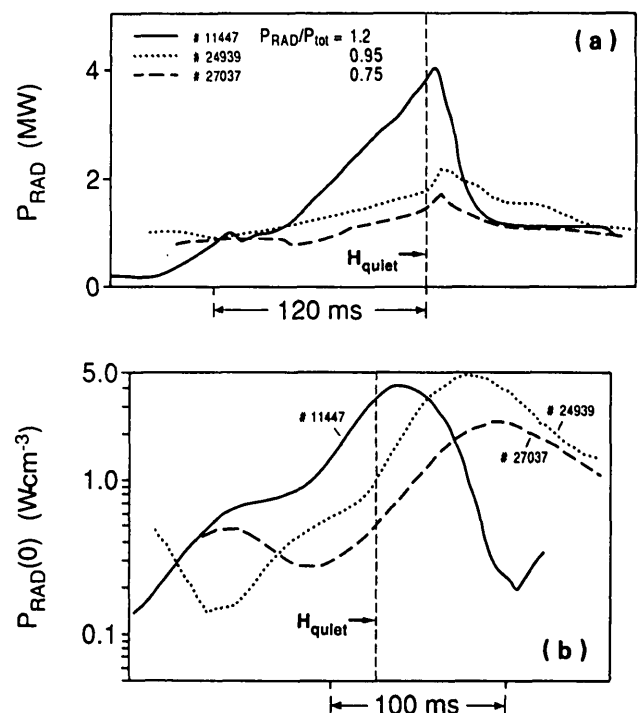 # 11447 P_RAD/P_tot = 1.2
# 24939 0.95
# 27037 0.75
(a)
P_RAD (MW)
4
2
0
H_quiet
120 ms
P_RAD(0) (W·cm⁻³)
5.0
1.0
0.1
# 11447
# 24939
# 27037
H_quiet
(b)
100 ms